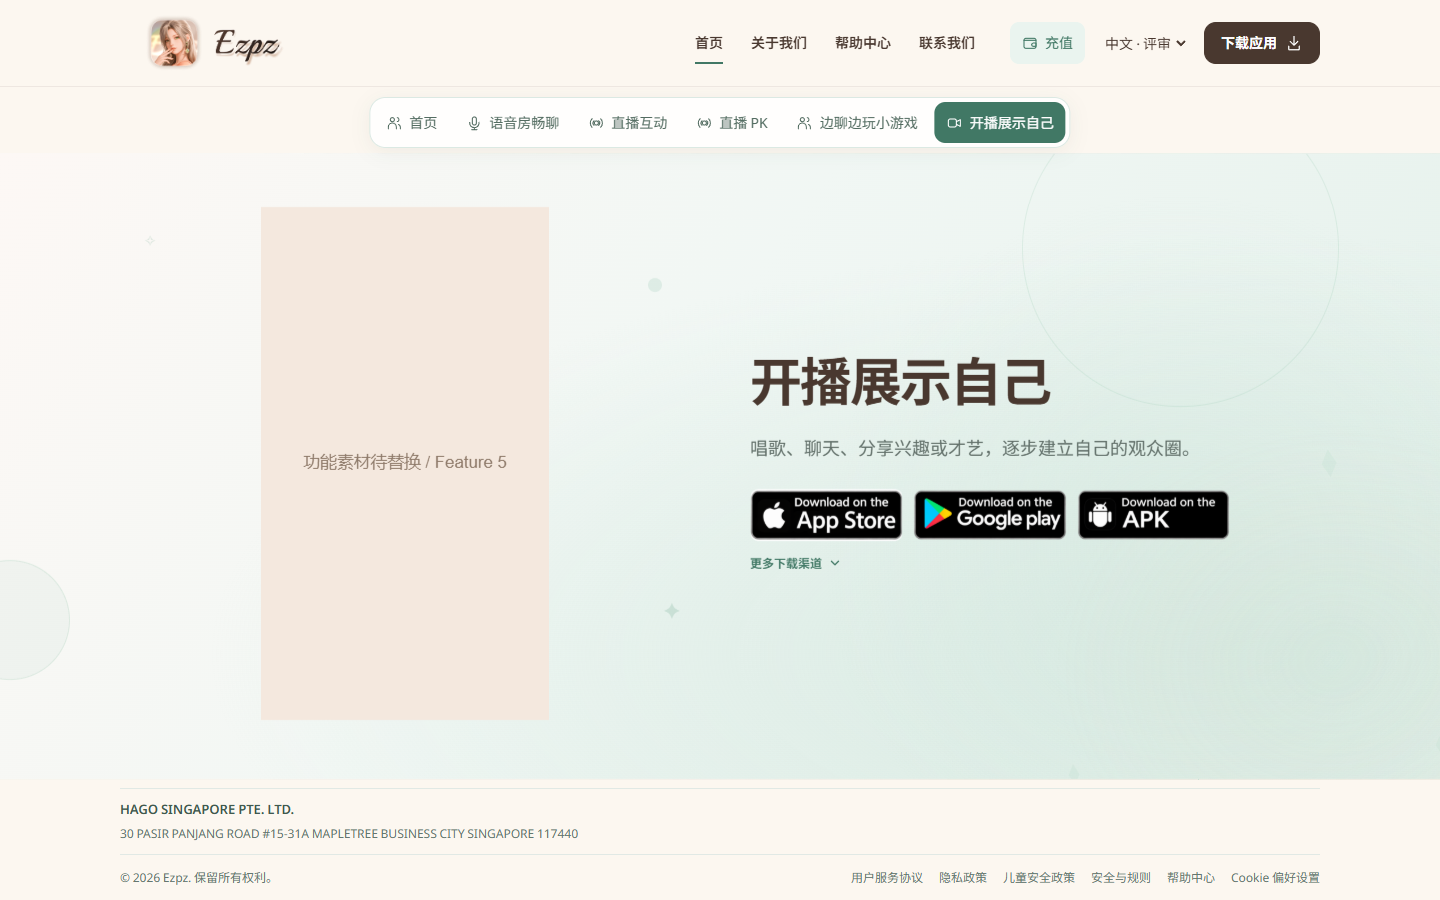 Ezpz
首页
关于我们
帮助中心
联系我们
充值
中文 · 评审
下载应用
首页
语音房畅聊
直播互动
直播 PK
边聊边玩小游戏
开播展示自己
功能素材待替换 / Feature 5
开播展示自己
唱歌、聊天、分享兴趣或才艺，逐步建立自己的观众圈。
Download on the
App Store
Download on the
Google play
Download on the
APK
更多下载渠道
HAGO SINGAPORE PTE. LTD.
30 PASIR PANJANG ROAD #15-31A MAPLETREE BUSINESS CITY SINGAPORE 117440
© 2026 Ezpz. 保留所有权利。
用户服务协议
隐私政策
儿童安全政策
安全与规则
帮助中心
Cookie 偏好设置